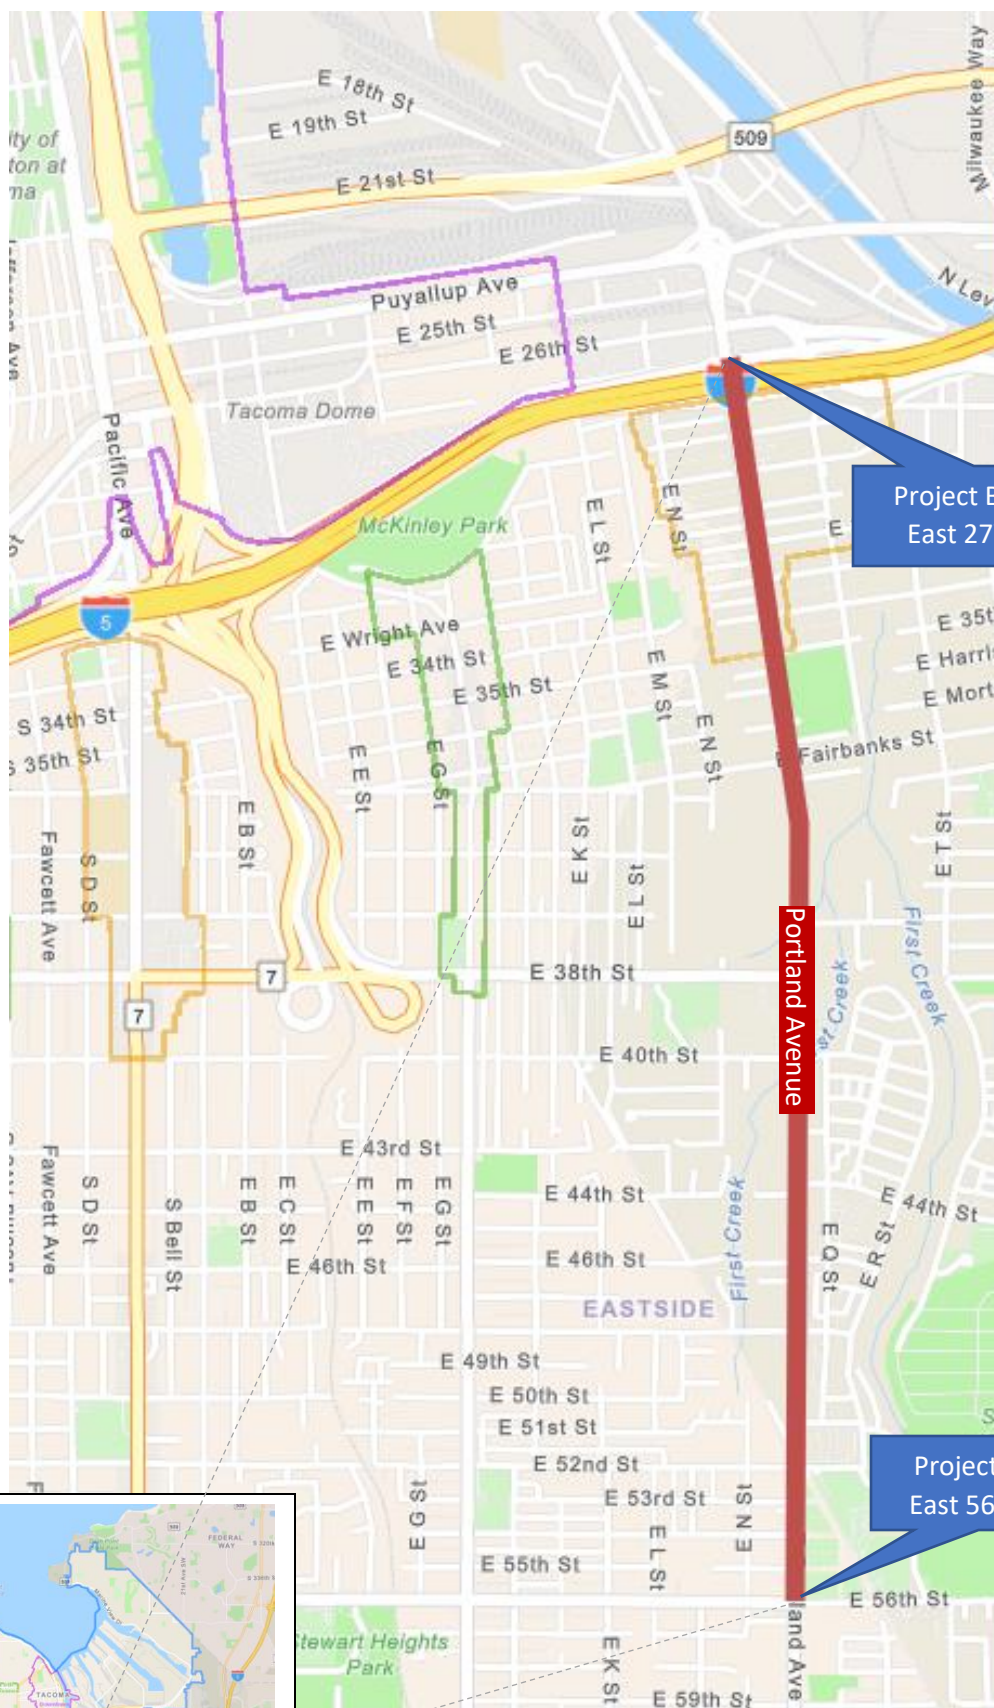 E 18th St
E 19th St
Milwaukee Way
509
ity of
ton at
ma
E 21st St
Puyallup Ave
N Lev
E 25th St
E 26th St
Tacoma Dome
Pacific Ave
Project E
East 27
McKinley Park
E L St
E N St
E
5
E Wright Ave
E 34th St
E 35th St
E 35t
E Harri
E Mort
E M St
E N St
S 34th St
S 35th St
E Fairbanks St
E E St
E G St
E B St
E K St
E L St
E T St
Fawcett Ave
S D St
First Creek
Portland Avenue
E 38th St
7
7
st Creek
E 40th St
E 43rd St
Fawcett Ave
S D St
S Bell St
E B St
E C St
E E St
E F St
E G St
E 44th St
E 44th St
First Creek
E Q St
E R St
E 46th St
E 46th St
EASTSIDE
E 49th St
E 50th St
E 51st St
S
E 52nd St
Project
East 56
F
E G St
E 53rd St
E L St
E N St
E 55th St
E 56th St
land Ave
Stewart Heights
Park
E K St
E 59th St
FEDERAL
WAY
TACOMA